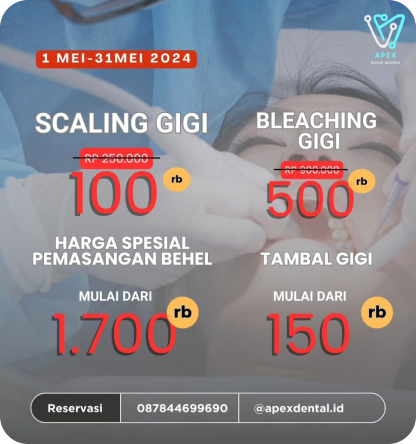 1 MEI-31MEI 2024
APEX
Dental Solution
SCALING GIGI
RP 250.000
100 rb
BLEACHING
GIGI
RP 900.000
500 rb
HARGA SPESIAL
PEMASANGAN BEHEL
MULAI DARI
1.700 rb
TAMBAL GIGI
MULAI DARI
150 rb
Reservasi
087844699690
@apexdental.id